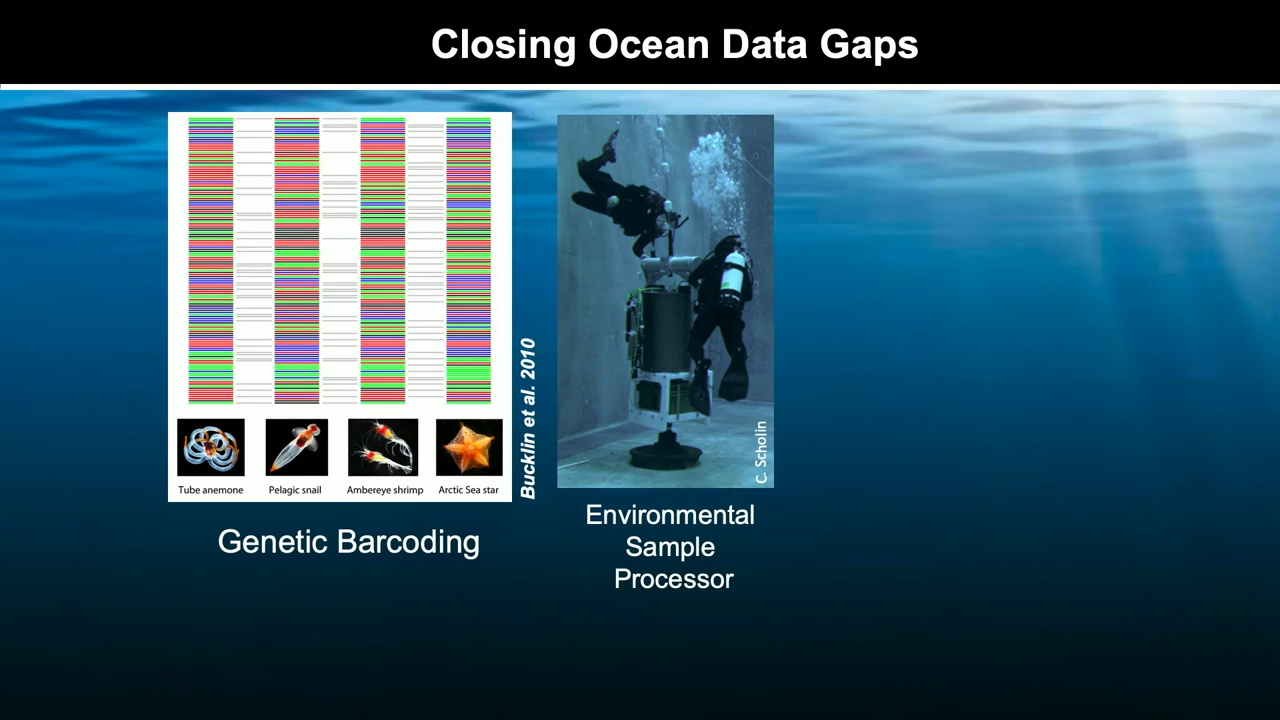 Closing Ocean Data Gaps
Tube anemone
Pelagic snail
Ambereye shrimp
Arctic Sea star
Bucklin et al. 2010
Genetic Barcoding
C. Scholin
Environmental
Sample
Processor